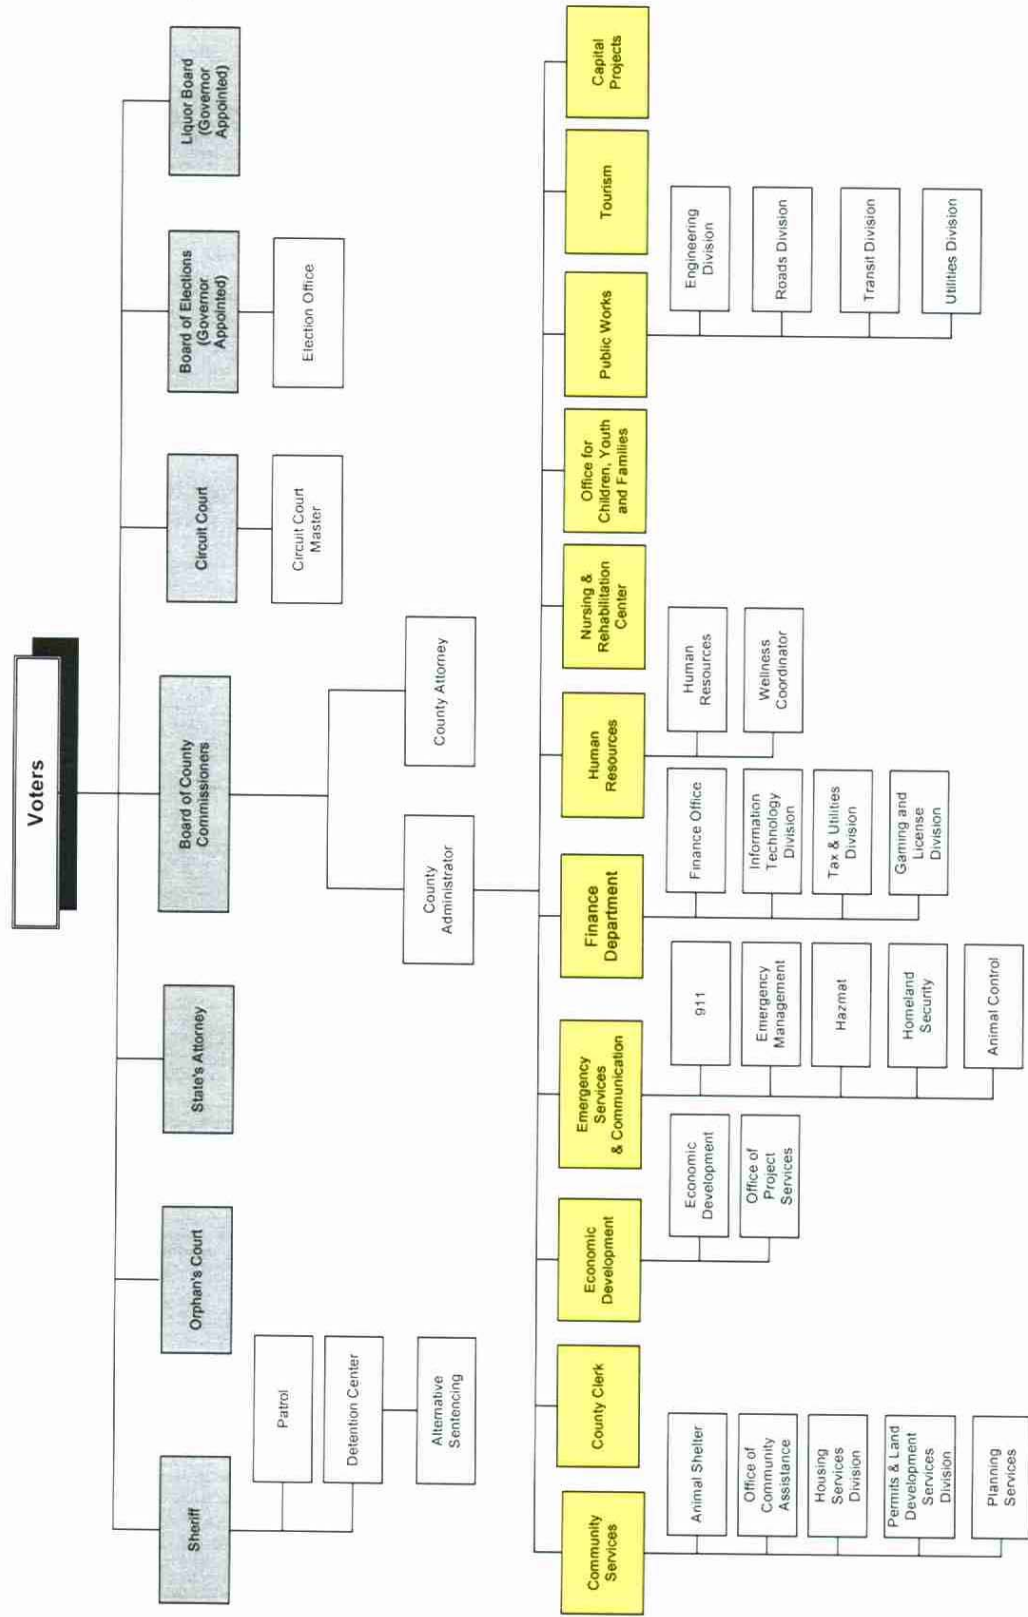 Voters
Sheriff
Orphan's Court
State's Attorney
Board of County
Commissioners
Circuit Court
Board of Elections
(Governor
Appointed)
Liquor Board
(Governor
Appointed)
Patrol
Detention Center
Alternative
Sentencing
Circuit Court
Master
Election Office
County
Administrator
County Attorney
Community
Services
County Clerk
Economic
Development
Emergency
Services
& Communication
Finance
Department
Human
Resources
Nursing &
Rehabilitation
Center
Office for
Children, Youth
and Families
Public Works
Tourism
Capital
Projects
Animal Shelter
Office of
Community
Assistance
Housing
Services
Division
Permits & Land
Development
Services
Division
Planning
Services
Economic
Development
Office of
Project
Services
911
Emergency
Management
Hazmat
Homeland
Security
Animal Control
Finance Office
Information
Technology
Division
Tax & Utilities
Division
Gaming and
License
Division
Human
Resources
Wellness
Coordinator
Engineering
Division
Roads Division
Transit Division
Utilities Division